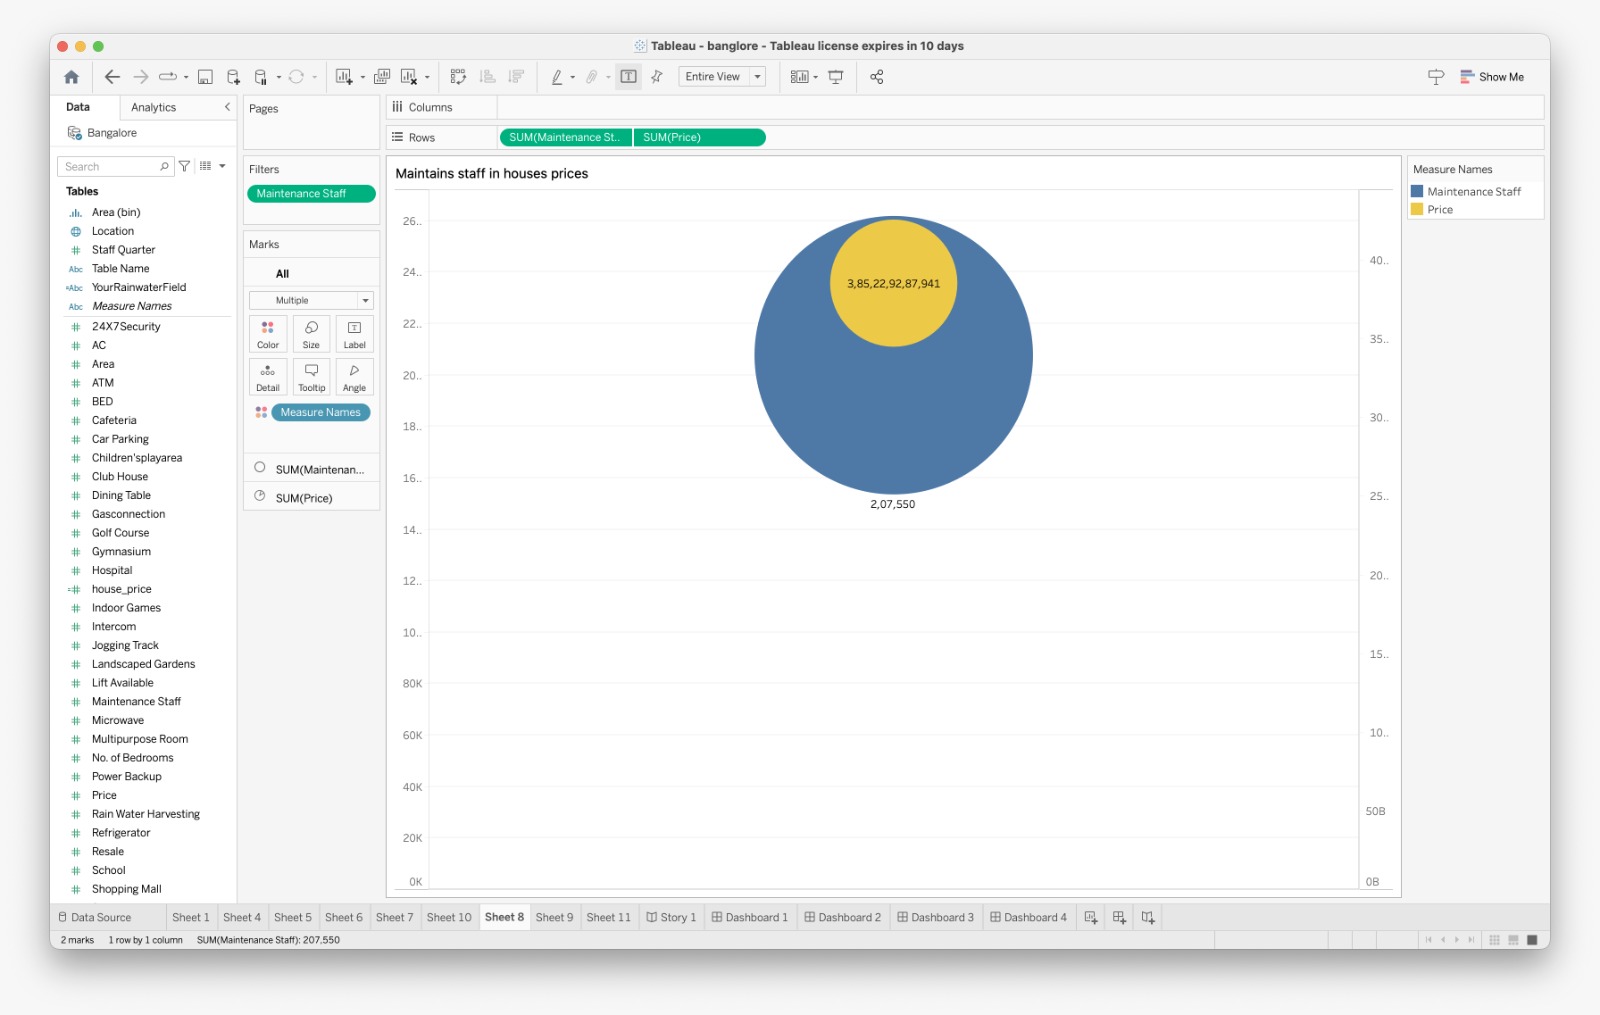 Tableau - banglore - Tableau license expires in 10 days
Entire View
Show Me
Data
Analytics
Bangalore
Search
Tables
Area (bin)
Location
Staff Quarter
Abc Table Name
=Abc YourRainwaterField
Abc Measure Names
24X7Security
AC
Area
ATM
BED
Cafeteria
Car Parking
Children'splayarea
Club House
Dining Table
Gasconnection
Golf Course
Gymnasium
Hospital
house_price
Indoor Games
Intercom
Jogging Track
Landscaped Gardens
Lift Available
Maintenance Staff
Microwave
Multipurpose Room
No. of Bedrooms
Power Backup
Price
Rain Water Harvesting
Refrigerator
Resale
School
Shopping Mall
Pages
Filters
Maintenance Staff
Marks
All
Multiple
Color
Size
Label
Detail
Tooltip
Angle
Measure Names
SUM(Maintenan...
SUM(Price)
Columns
Rows
SUM(Maintenance St..
SUM(Price)
Maintains staff in houses prices
26..
24..
22..
20..
18..
16..
14..
12..
10..
80K
60K
40K
20K
0K
3,85,22,92,87,941
2,07,550
40..
35..
30..
25..
20..
15..
10..
50B
0B
Measure Names
Maintenance Staff
Price
Data Source
Sheet 1
Sheet 4
Sheet 5
Sheet 6
Sheet 7
Sheet 10
Sheet 8
Sheet 9
Sheet 11
Story 1
Dashboard 1
Dashboard 2
Dashboard 3
Dashboard 4
2 marks
1 row by 1 column
SUM(Maintenance Staff): 207,550